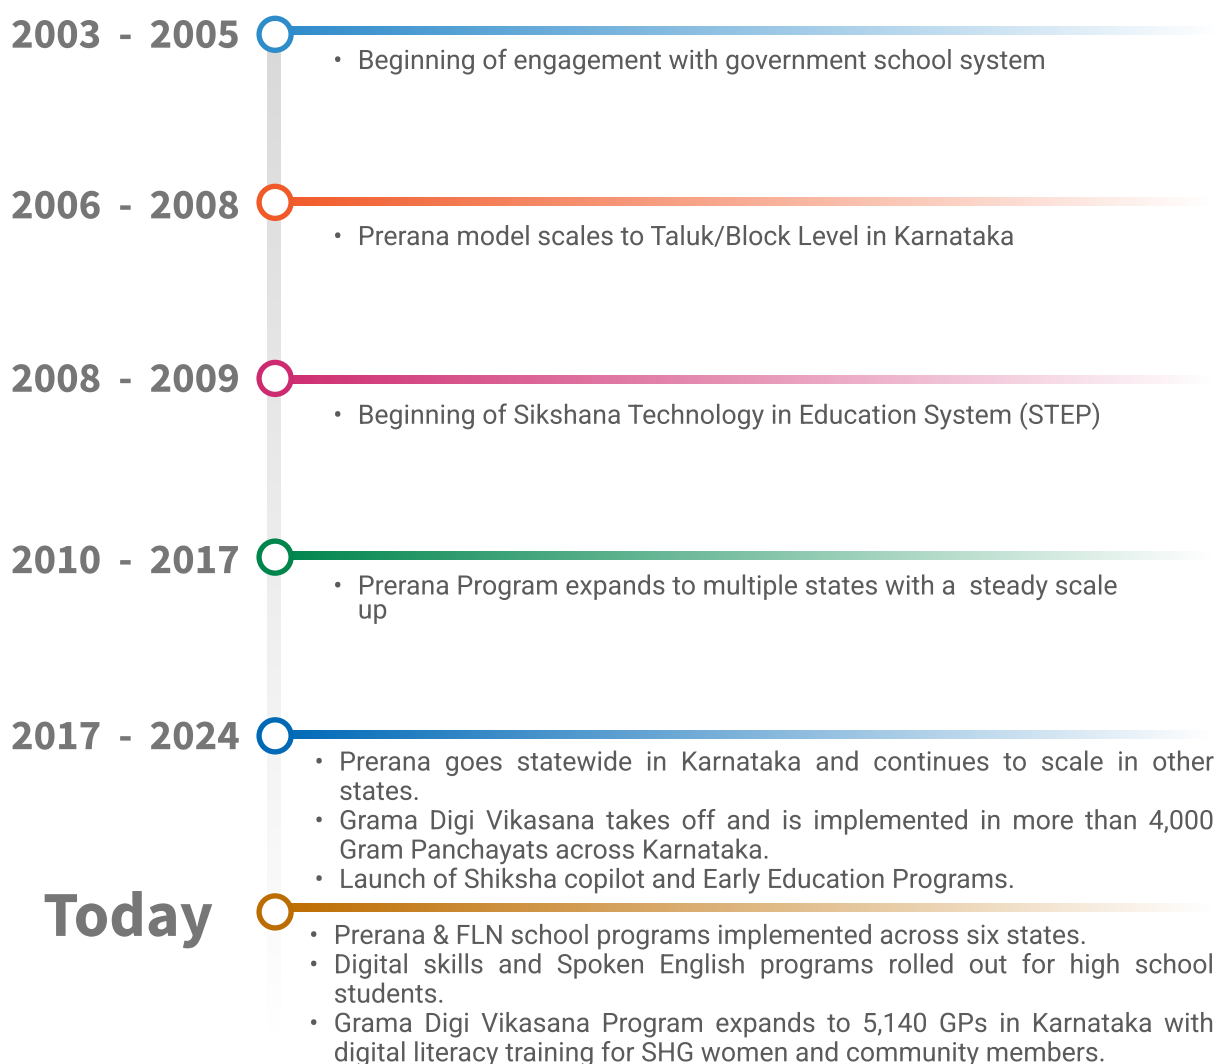 2003 - 2005
• Beginning of engagement with government school system
2006 - 2008
• Prerana model scales to Taluk/Block Level in Karnataka
2008 - 2009
• Beginning of Sikshana Technology in Education System (STEP)
2010 - 2017
• Prerana Program expands to multiple states with a steady scale
up
2017 - 2024
• Prerana goes statewide in Karnataka and continues to scale in other
states.
• Grama Digi Vikasana takes off and is implemented in more than 4,000
Gram Panchayats across Karnataka.
• Launch of Shiksha copilot and Early Education Programs.
Today
• Prerana & FLN school programs implemented across six states.
• Digital skills and Spoken English programs rolled out for high school
students.
• Grama Digi Vikasana Program expands to 5,140 GPs in Karnataka with
digital literacy training for SHG women and community members.